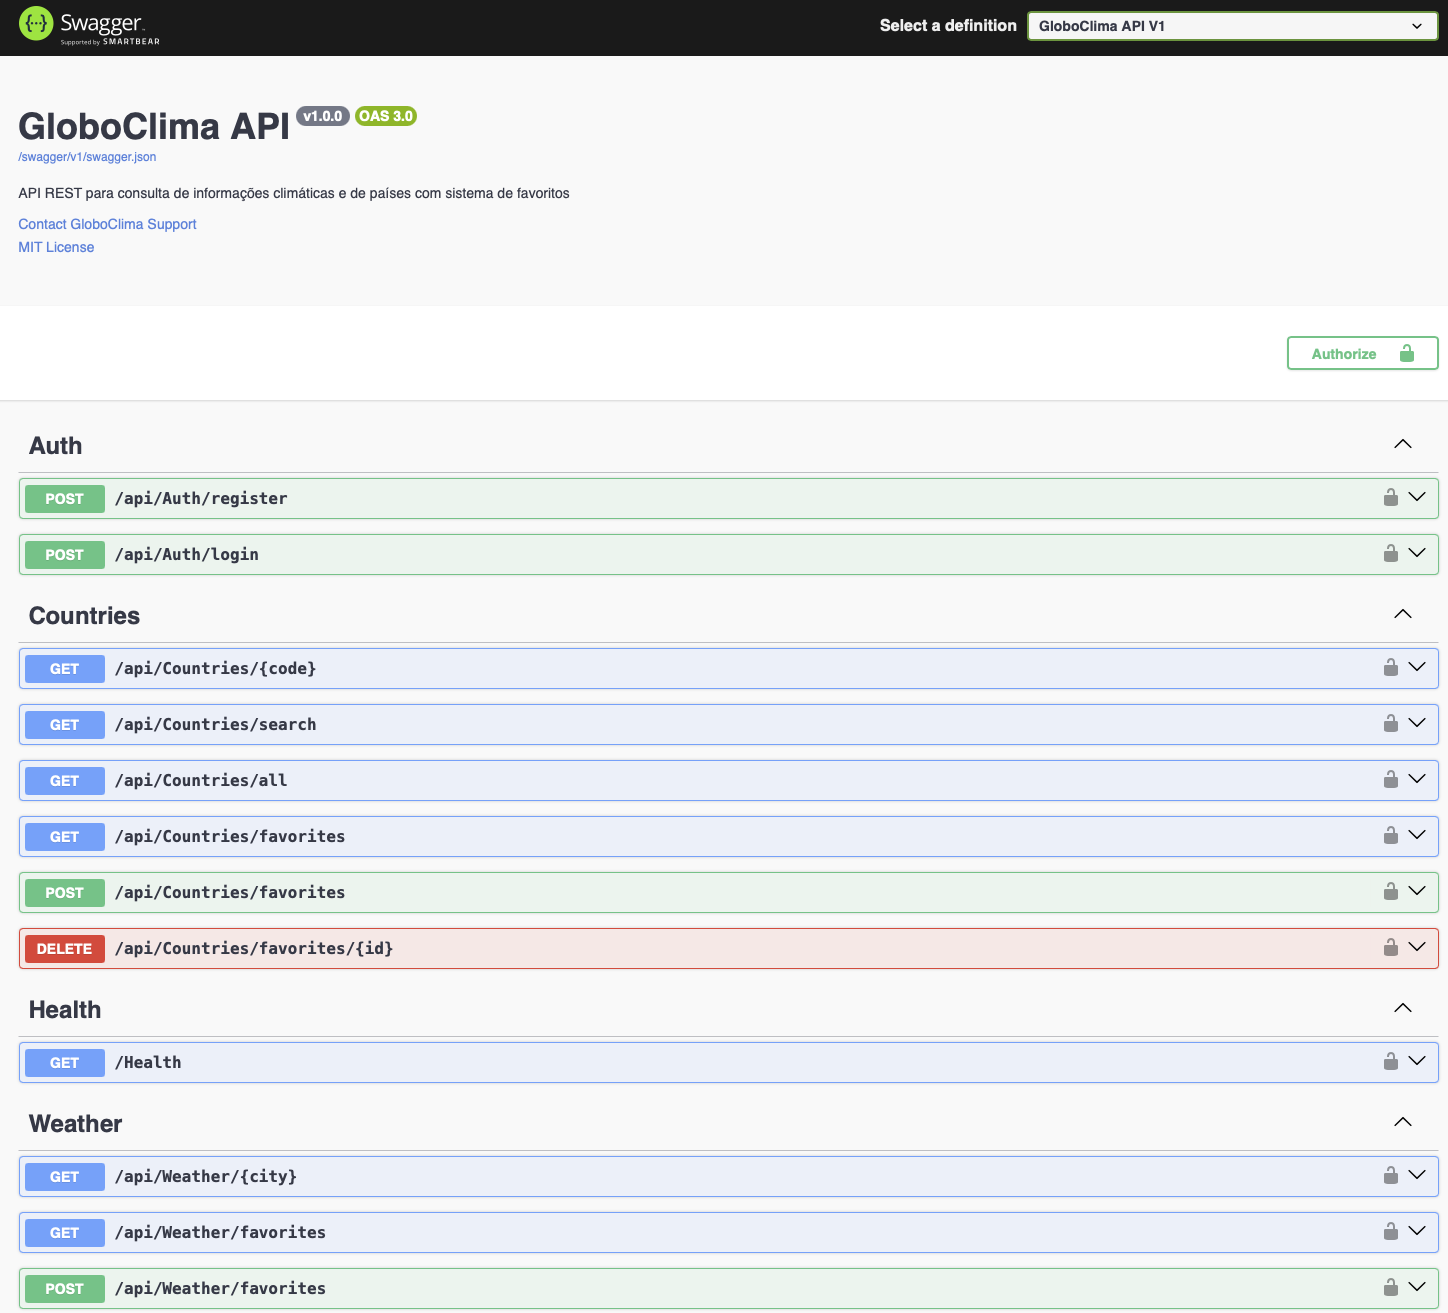 Swagger
Supported by SMARTBEAR
Select a definition
GloboClima API V1
GloboClima API v1.0.0 OAS 3.0
/swagger/v1/swagger.json
API REST para consulta de informações climáticas e de países com sistema de favoritos
Contact GloboClima Support
MIT License
Authorize
Auth
POST /api/Auth/register
POST /api/Auth/login
Countries
GET /api/Countries/{code}
GET /api/Countries/search
GET /api/Countries/all
GET /api/Countries/favorites
POST /api/Countries/favorites
DELETE /api/Countries/favorites/{id}
Health
GET /Health
Weather
GET /api/Weather/{city}
GET /api/Weather/favorites
POST /api/Weather/favorites